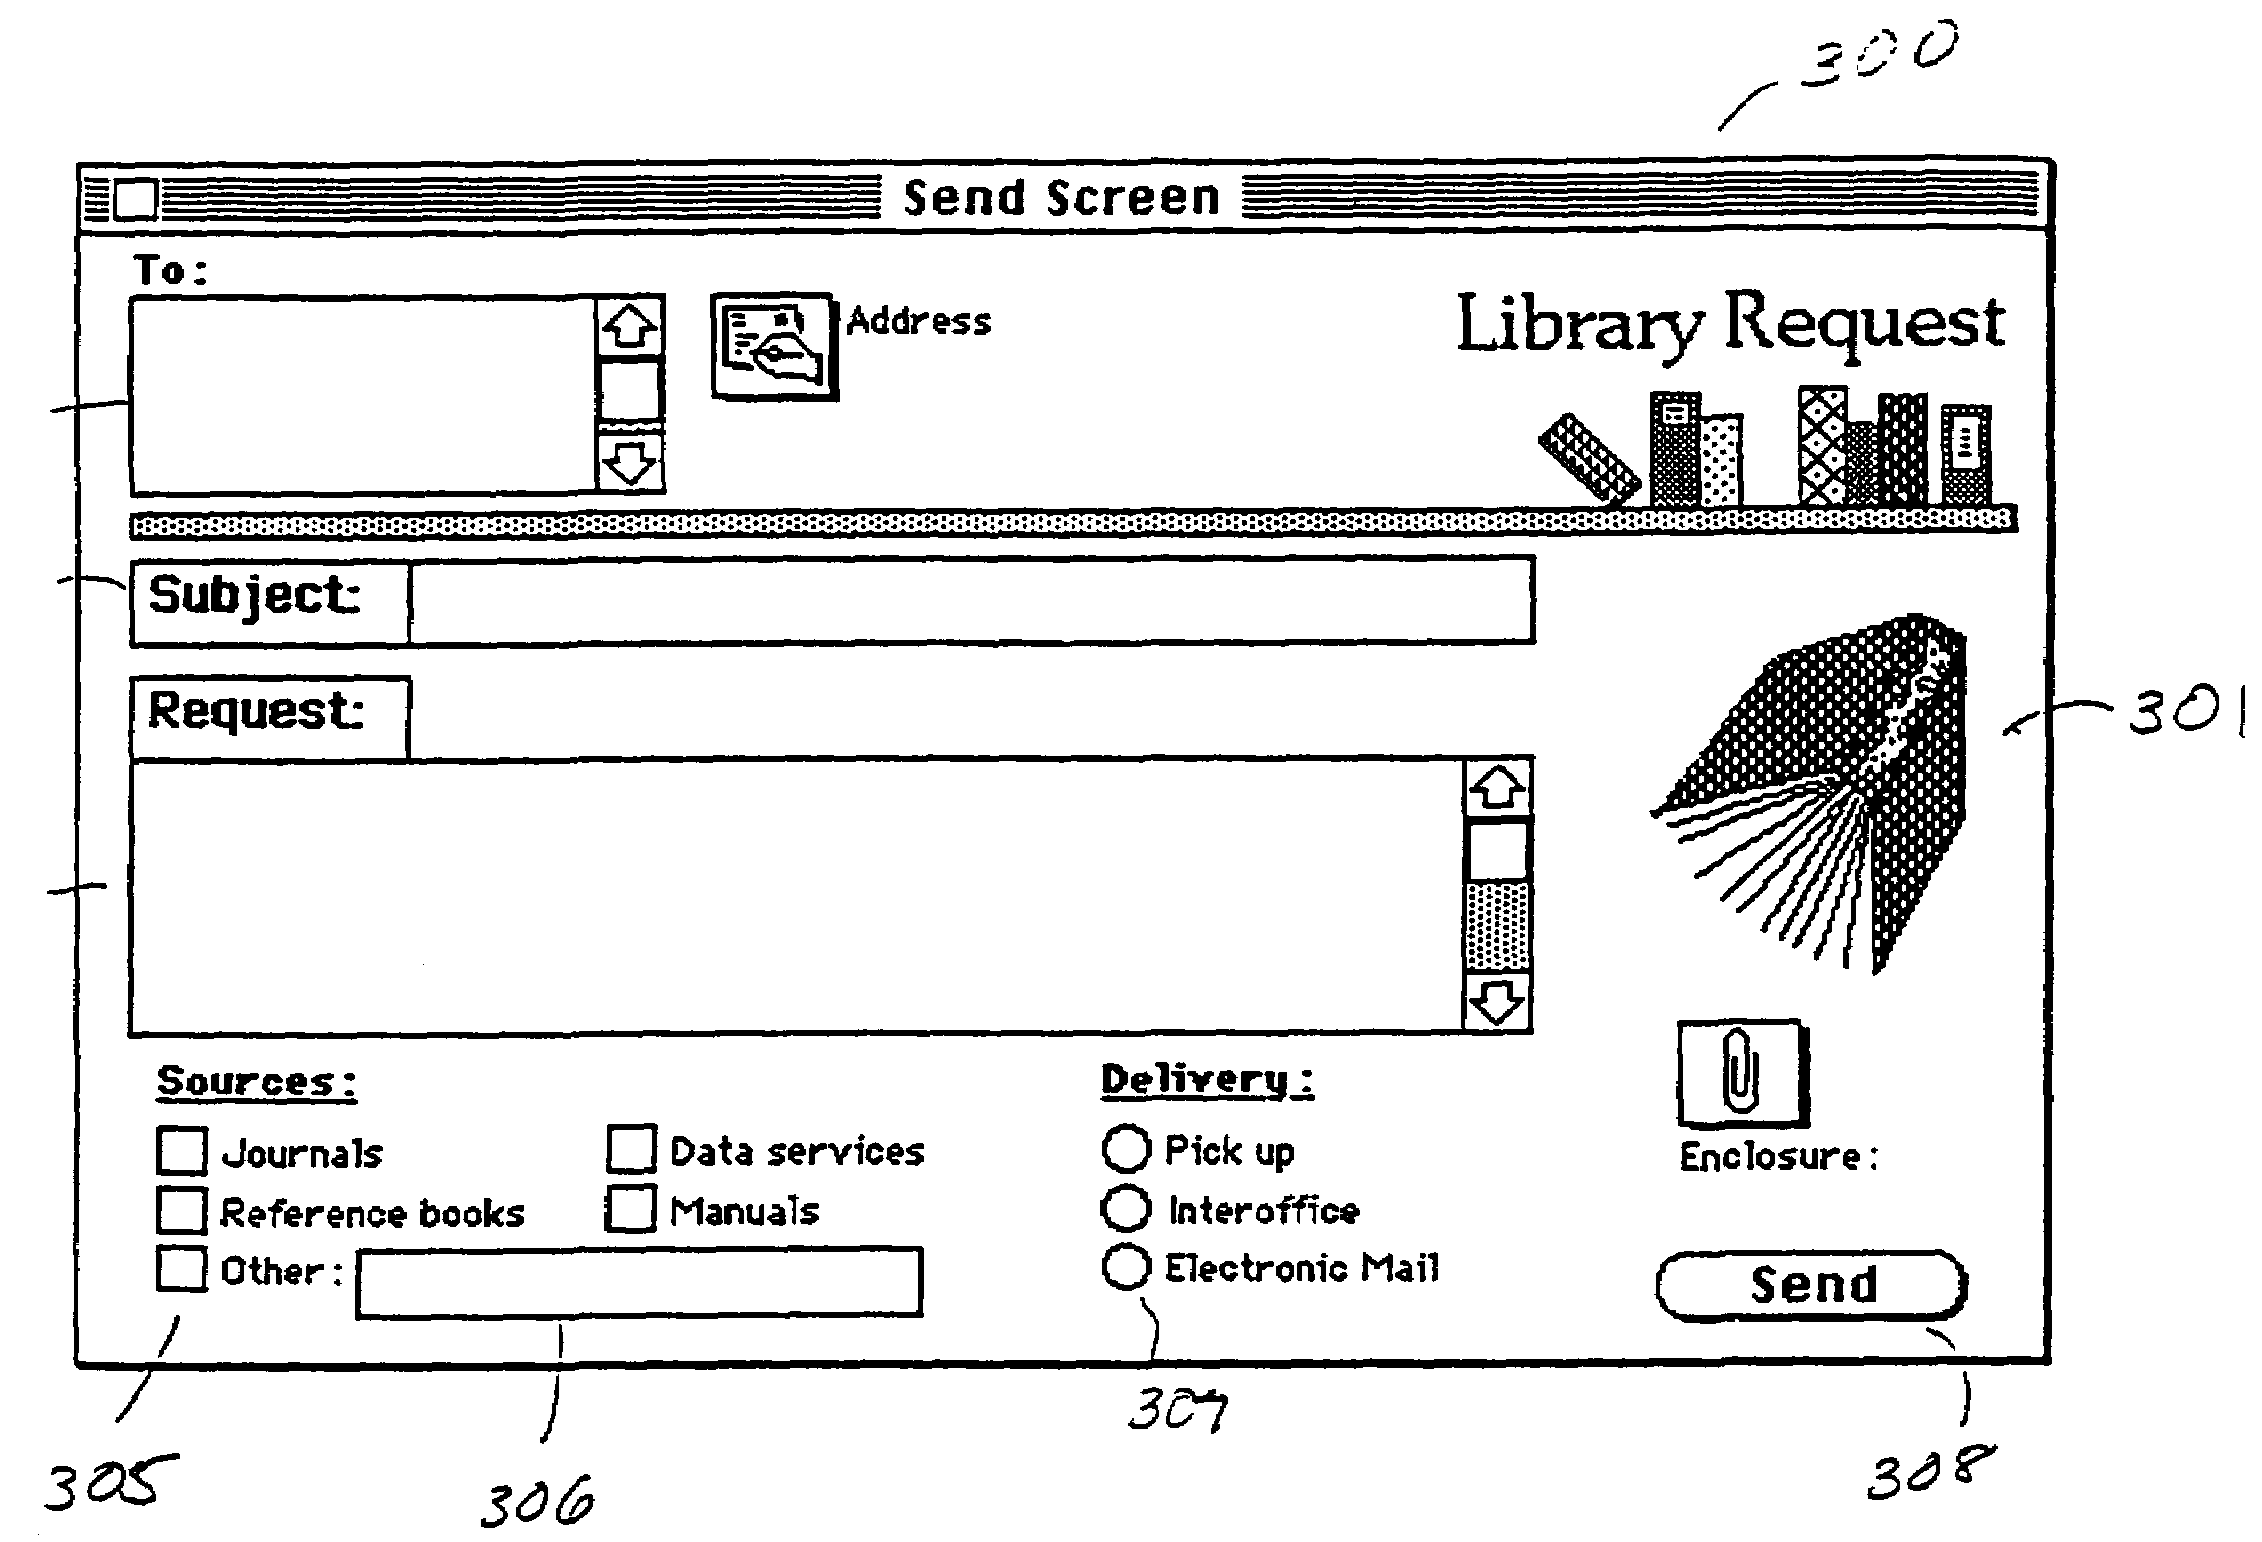 300
Send Screen
To:
Address
Library Request
Subject:
Request:
301
Sources:
Delivery:
Journals
Data services
Pick up
Enclosure:
Reference books
Manuals
Interoffice
Other:
Electronic Mail
Send
305
306
307
308